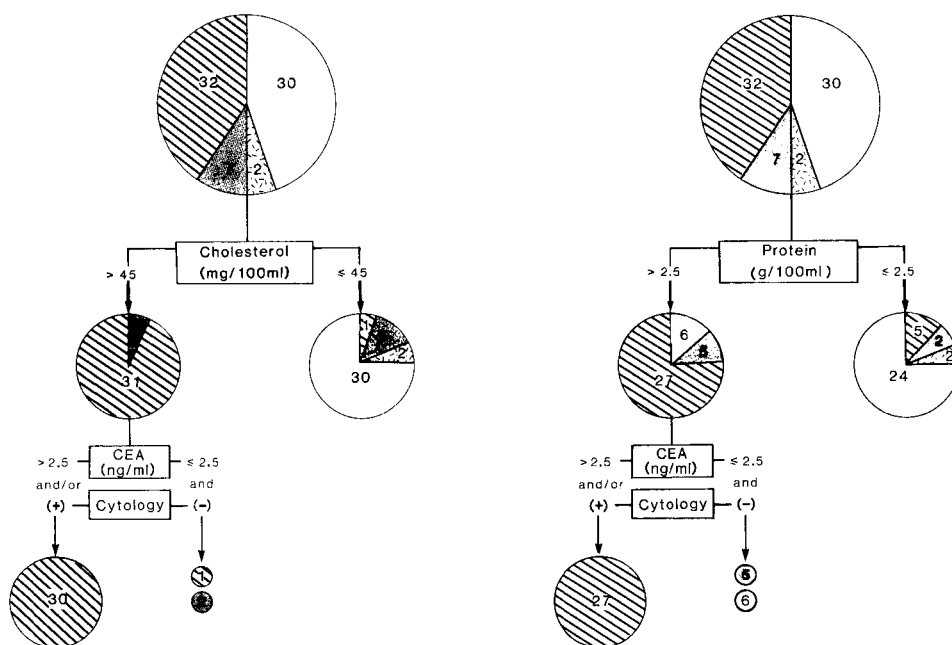 32 30
7 2
Cholesterol
(mg/100ml)
> 45 ≤ 45
1
2
31 30
CEA
(ng/ml)
> 2.5 ≤ 2.5
and/or and
(+) Cytology (-)
30 1
32 30
7 2
Protein
(g/100ml)
> 2.5 ≤ 2.5
6 5
5 2
2
27 24
CEA
(ng/ml)
> 2.5 ≤ 2.5
and/or and
(+) Cytology (-)
27 5
6